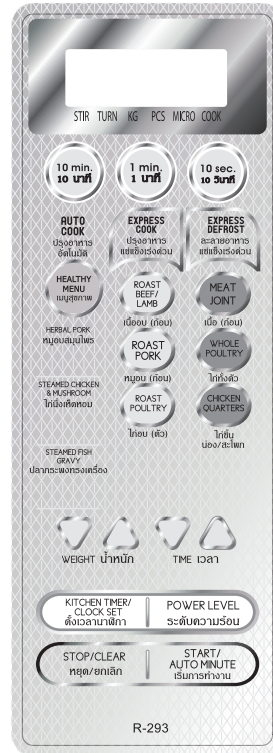 STIR TURN KG PCS MICRO COOK
10 min.
10 นาที
1 min.
1 นาที
10 sec.
10 วินาที
AUTO
COOK
ปรุงอาหาร
อัตโนมัติ
EXPRESS
COOK
ปรุงอาหาร
แช่แข็งเร่งด่วน
EXPRESS
DEFROST
ละลายอาหาร
แช่แข็งเร่งด่วน
HEALTHY
MENU
เมนูสุขภาพ
HERBAL PORK
หมูอบสมุนไพร
STEAMED CHICKEN
& MUSHROOM
ไก่นึ่งเห็ดหอม
STEAMED FISH
GRAVY
ปลากระพงทรงเครื่อง
ROAST
BEEF/
LAMB
เนื้ออบ (ก้อน)
ROAST
PORK
หมูอบ (ก้อน)
ROAST
POULTRY
ไก่อบ (ตัว)
MEAT
JOINT
เนื้อ (ก้อน)
WHOLE
POULTRY
ไก่ทั้งตัว
CHICKEN
QUARTERS
ไก่ชิ้น
น่อง/สะโพก
WEIGHT น้ำหนัก
TIME เวลา
KITCHEN TIMER/
CLOCK SET
ตั้งเวลานาฬิกา
POWER LEVEL
ระดับความร้อน
STOP/CLEAR
หยุด/ยกเลิก
START/
AUTO MINUTE
เริ่มการทำงาน
R-293